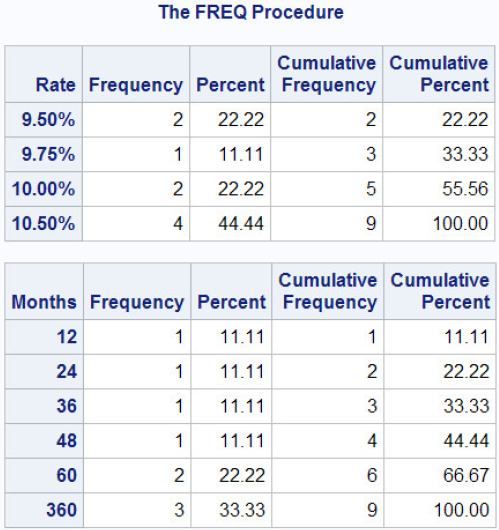 The FREQ Procedure
Rate Frequency Percent Cumulative Frequency Cumulative Percent
9.50% 2 22.22 2 22.22
9.75% 1 11.11 3 33.33
10.00% 2 22.22 5 55.56
10.50% 4 44.44 9 100.00
Months Frequency Percent Cumulative Frequency Cumulative Percent
12 1 11.11 1 11.11
24 1 11.11 2 22.22
36 1 11.11 3 33.33
48 1 11.11 4 44.44
60 2 22.22 6 66.67
360 3 33.33 9 100.00